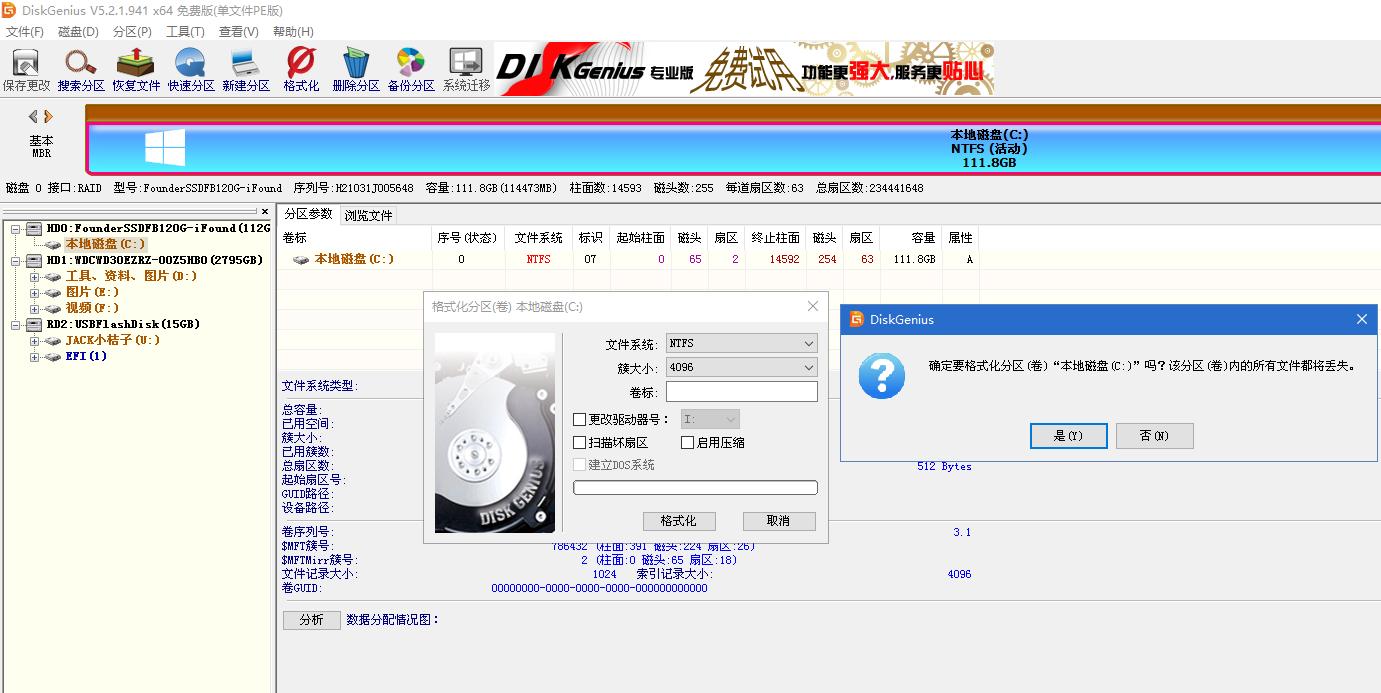 DiskGenius V5.2.1.941 x64 免费版(单文件PE版)
文件(F) 磁盘(D) 分区(P) 工具(T) 查看(V) 帮助(H)
保存更改 搜索分区 恢复文件 快速分区 新建分区 格式化 删除分区 备份分区 系统迁移
DISKGenius 专业版 免费试用 功能更强大,服务更贴心
基本
MBR
本地磁盘(C:)
NTFS (活动)
111.8GB
磁盘 0 接口:RAID 型号:FounderSSDFB120G-iFound 序列号:H21031J005648 容量:111.8GB(114473MB) 柱面数:14593 磁头数:255 每道扇区数:63 总扇区数:234441648
HD0:FounderSSDFB120G-iFound(112G
本地磁盘(C:)
HD1:WDCWD30EZRZ-00Z5HB0(2795GB)
工具、资料、图片(D:)
图片(E:)
视频(F:)
RD2:USBFlashDisk(15GB)
JACK小桔子(U:)
EFI(1)
分区参数 浏览文件
卷标 序号(状态) 文件系统 标识 起始柱面 磁头 扇区 终止柱面 磁头 扇区 容量 属性
本地磁盘(C:) 0 NTFS 07 0 65 2 14592 254 63 111.8GB A
文件系统类型:
总容量:
已用空间:
簇大小:
已用簇数:
总扇区数: 512 Bytes
起始扇区号:
GUID路径:
设备路径:
卷序列号: 3.1
$MFT簇号: 786432 (柱面:391 磁头:224 扇区:26)
$MFTMirr簇号: 2 (柱面:0 磁头:65 扇区:18)
文件记录大小: 1024 索引记录大小: 4096
卷GUID: 00000000-0000-0000-0000-000000000000
分析 数据分配情况图:
格式化分区(卷) 本地磁盘(C:)
文件系统: NTFS
簇大小: 4096
卷标:
更改驱动器号: I:
扫描坏扇区 启用压缩
建立DOS系统
格式化 取消
DISK GENIUS
DiskGenius
确定要格式化分区(卷)“本地磁盘(C:)”吗?该分区(卷)内的所有文件都将丢失。
是(Y) 否(N)